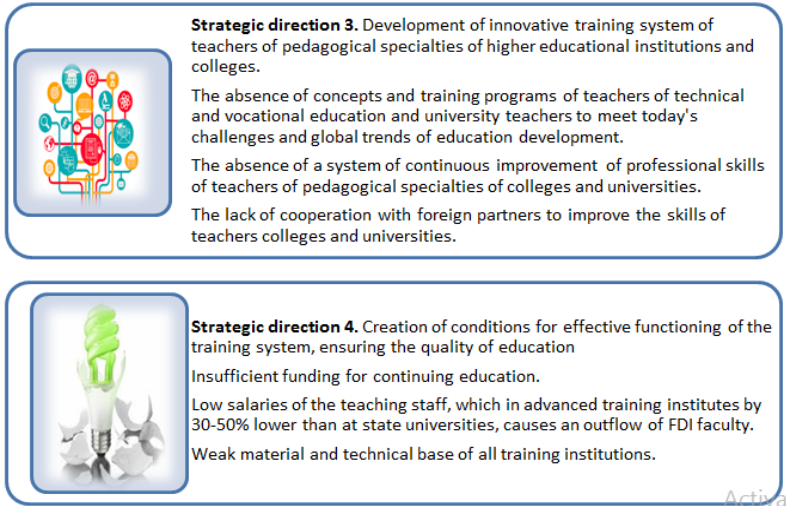 Strategic direction 3. Development of innovative training system of
teachers of pedagogical specialties of higher educational institutions and
colleges.
The absence of concepts and training programs of teachers of technical
and vocational education and university teachers to meet today's
challenges and global trends of education development.
The absence of a system of continuous improvement of professional skills
of teachers of pedagogical specialties of colleges and universities.
The lack of cooperation with foreign partners to improve the skills of
teachers colleges and universities.
Strategic direction 4. Creation of conditions for effective functioning of the
training system, ensuring the quality of education
Insufficient funding for continuing education.
Low salaries of the teaching staff, which in advanced training institutes by
30-50% lower than at state universities, causes an outflow of FDI faculty.
Weak material and technical base of all training institutions.
Activa